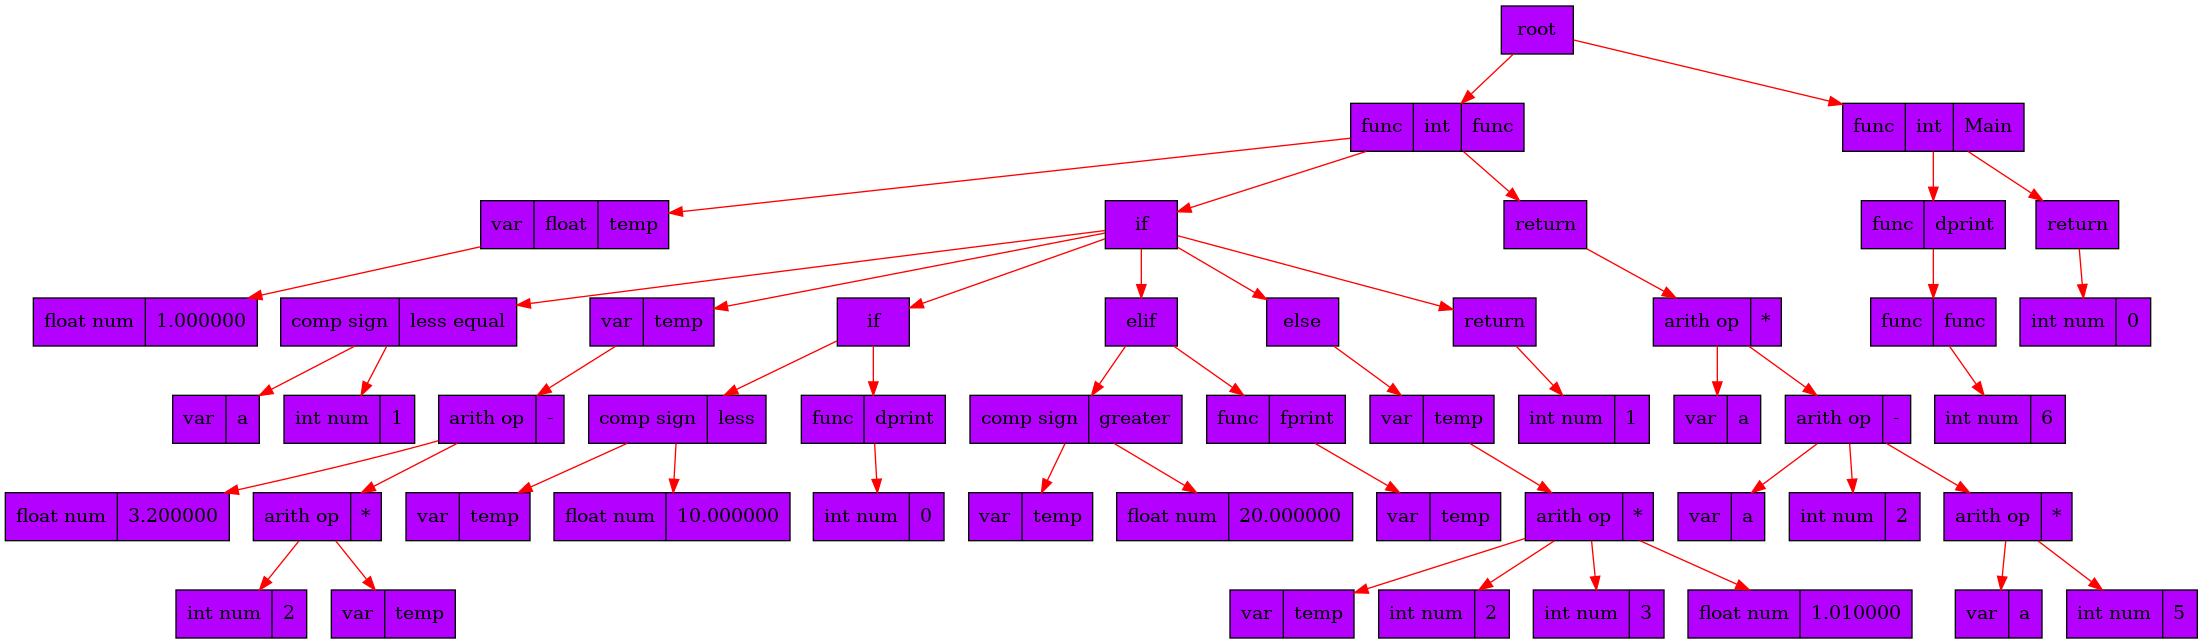 root
func int func
func int Main
var float temp
if
return
func dprint
return
float num 1.000000
comp sign less equal
var temp
if
elif
else
return
arith op *
func func
int num 0
var a
int num 1
arith op -
comp sign less
func dprint
comp sign greater
func fprint
var temp
int num 1
var a
arith op -
int num 6
float num 3.200000
arith op *
var temp
float num 10.000000
int num 0
var temp
float num 20.000000
var temp
arith op *
var a
int num 2
arith op *
int num 2
var temp
var temp
int num 2
int num 3
float num 1.010000
var a
int num 5